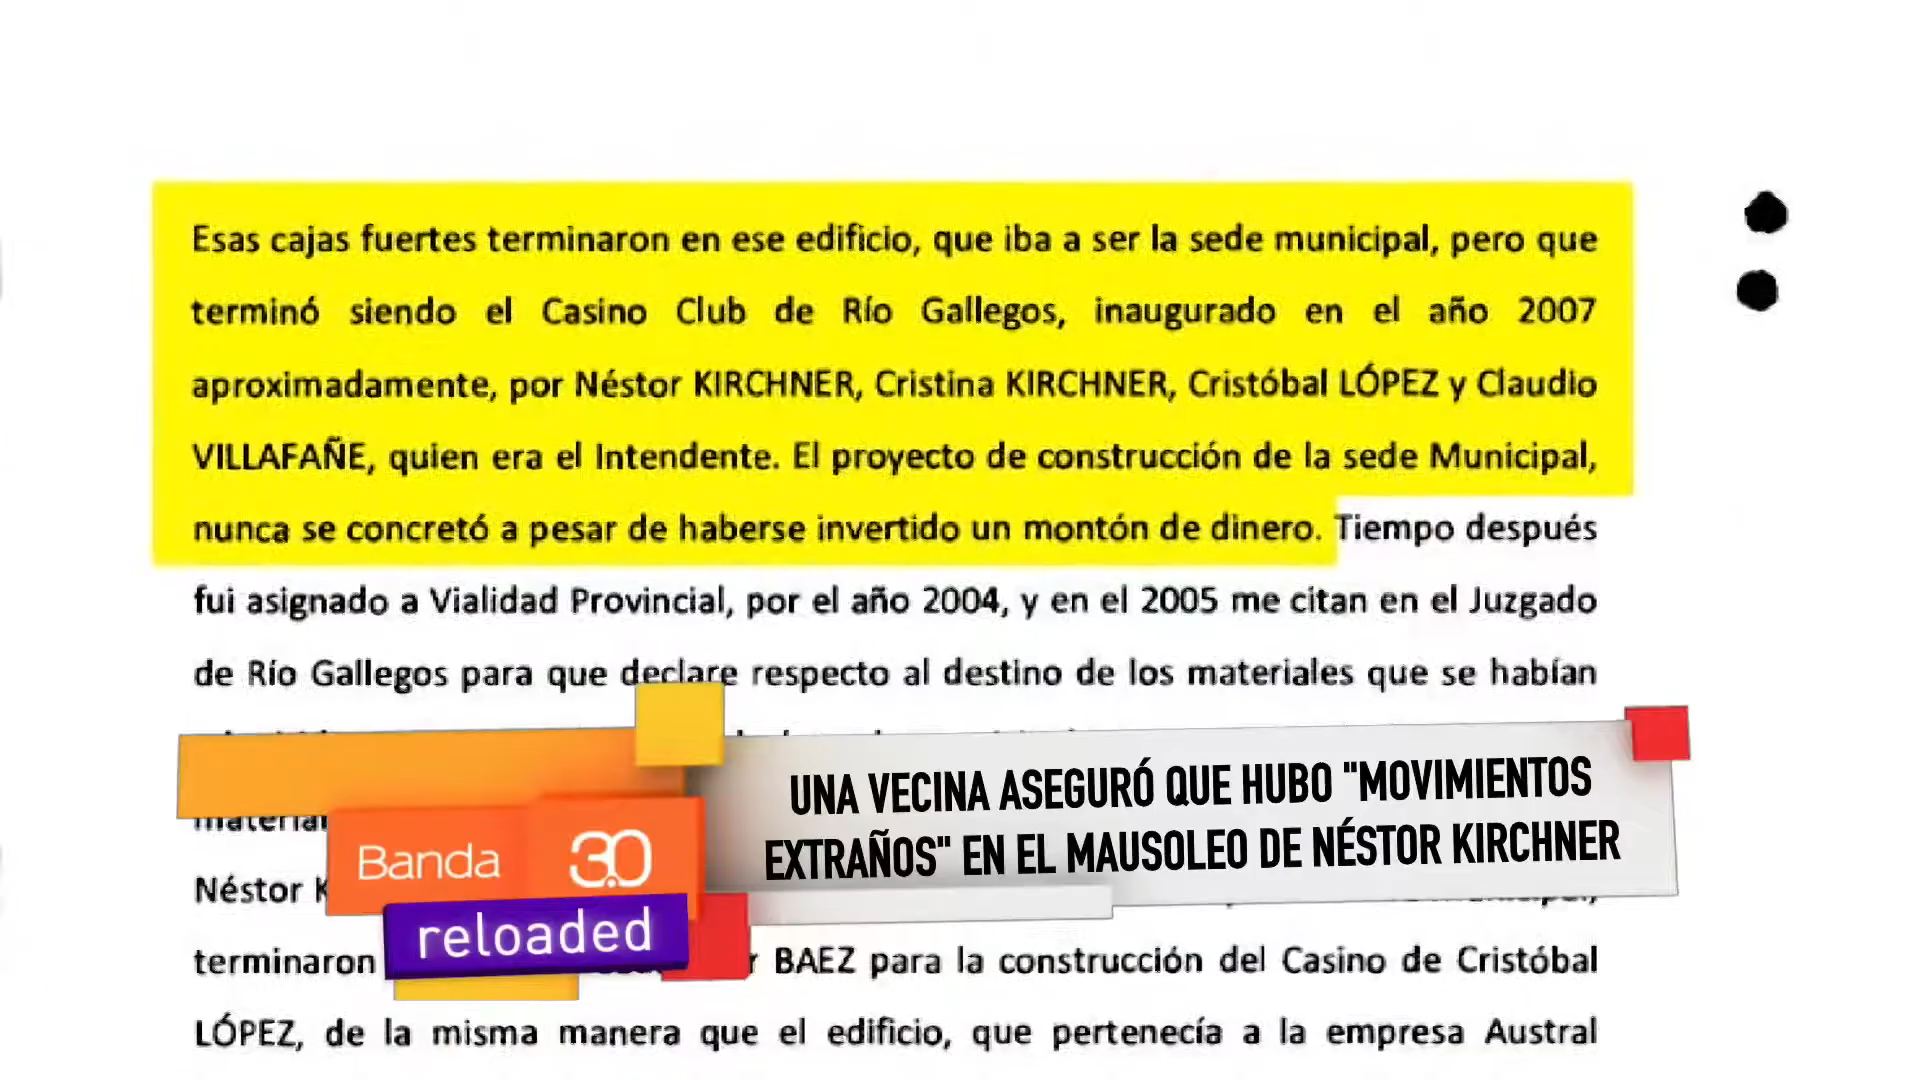 Esas cajas fuertes terminaron en ese edificio, que iba a ser la sede municipal, pero que
terminó siendo el Casino Club de Río Gallegos, inaugurado en el año 2007
aproximadamente, por Néstor KIRCHNER, Cristina KIRCHNER, Cristóbal LÓPEZ y Claudio
VILLAFAÑE, quien era el Intendente. El proyecto de construcción de la sede Municipal,
nunca se concretó a pesar de haberse invertido un montón de dinero. Tiempo después
fui asignado a Vialidad Provincial, por el año 2004, y en el 2005 me citan en el Juzgado
de Río Gallegos para que declare respecto al destino de los materiales que se habían
Néstor
terminaron BAEZ para la construcción del Casino de Cristóbal
LÓPEZ, de la misma manera que el edificio, que pertenecía a la empresa Austral
UNA VECINA ASEGURÓ QUE HUBO "MOVIMIENTOS
EXTRAÑOS" EN EL MAUSOLEO DE NÉSTOR KIRCHNER
Banda 3.0
reloaded